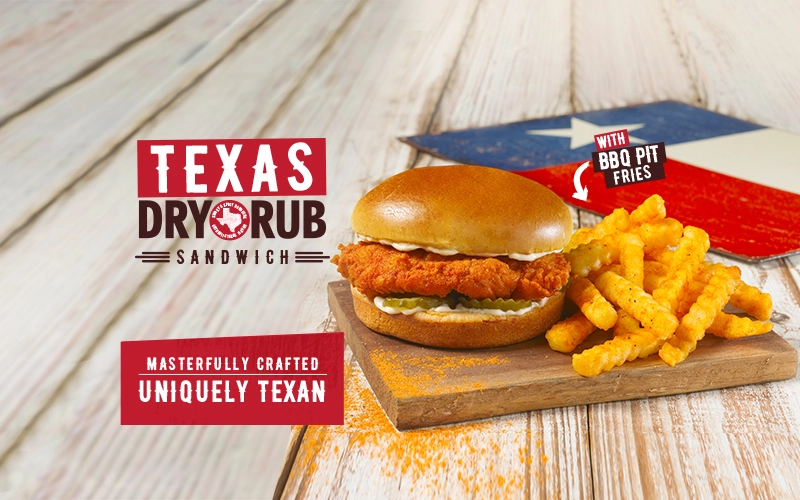 TEXAS
DRY RUB
SANDWICH
MASTERFULLY CRAFTED
UNIQUELY TEXAN
WITH
BBQ PIT
FRIES